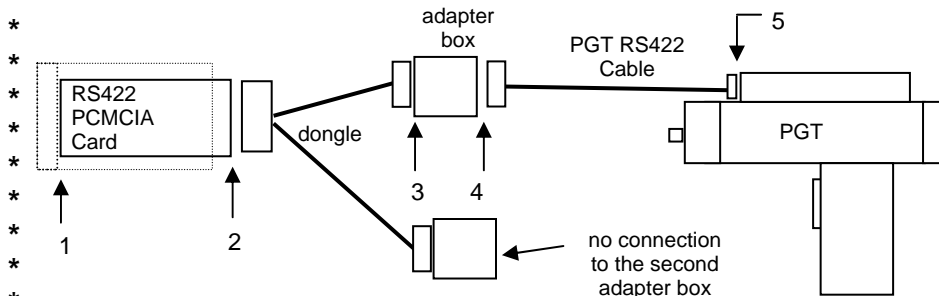 *
*
*
*
*
*
*
*
*
adapter
box
PGT RS422
Cable
5
RS422
PCMCIA
Card
dongle
PGT
3
4
1
2
no connection
to the second
adapter box